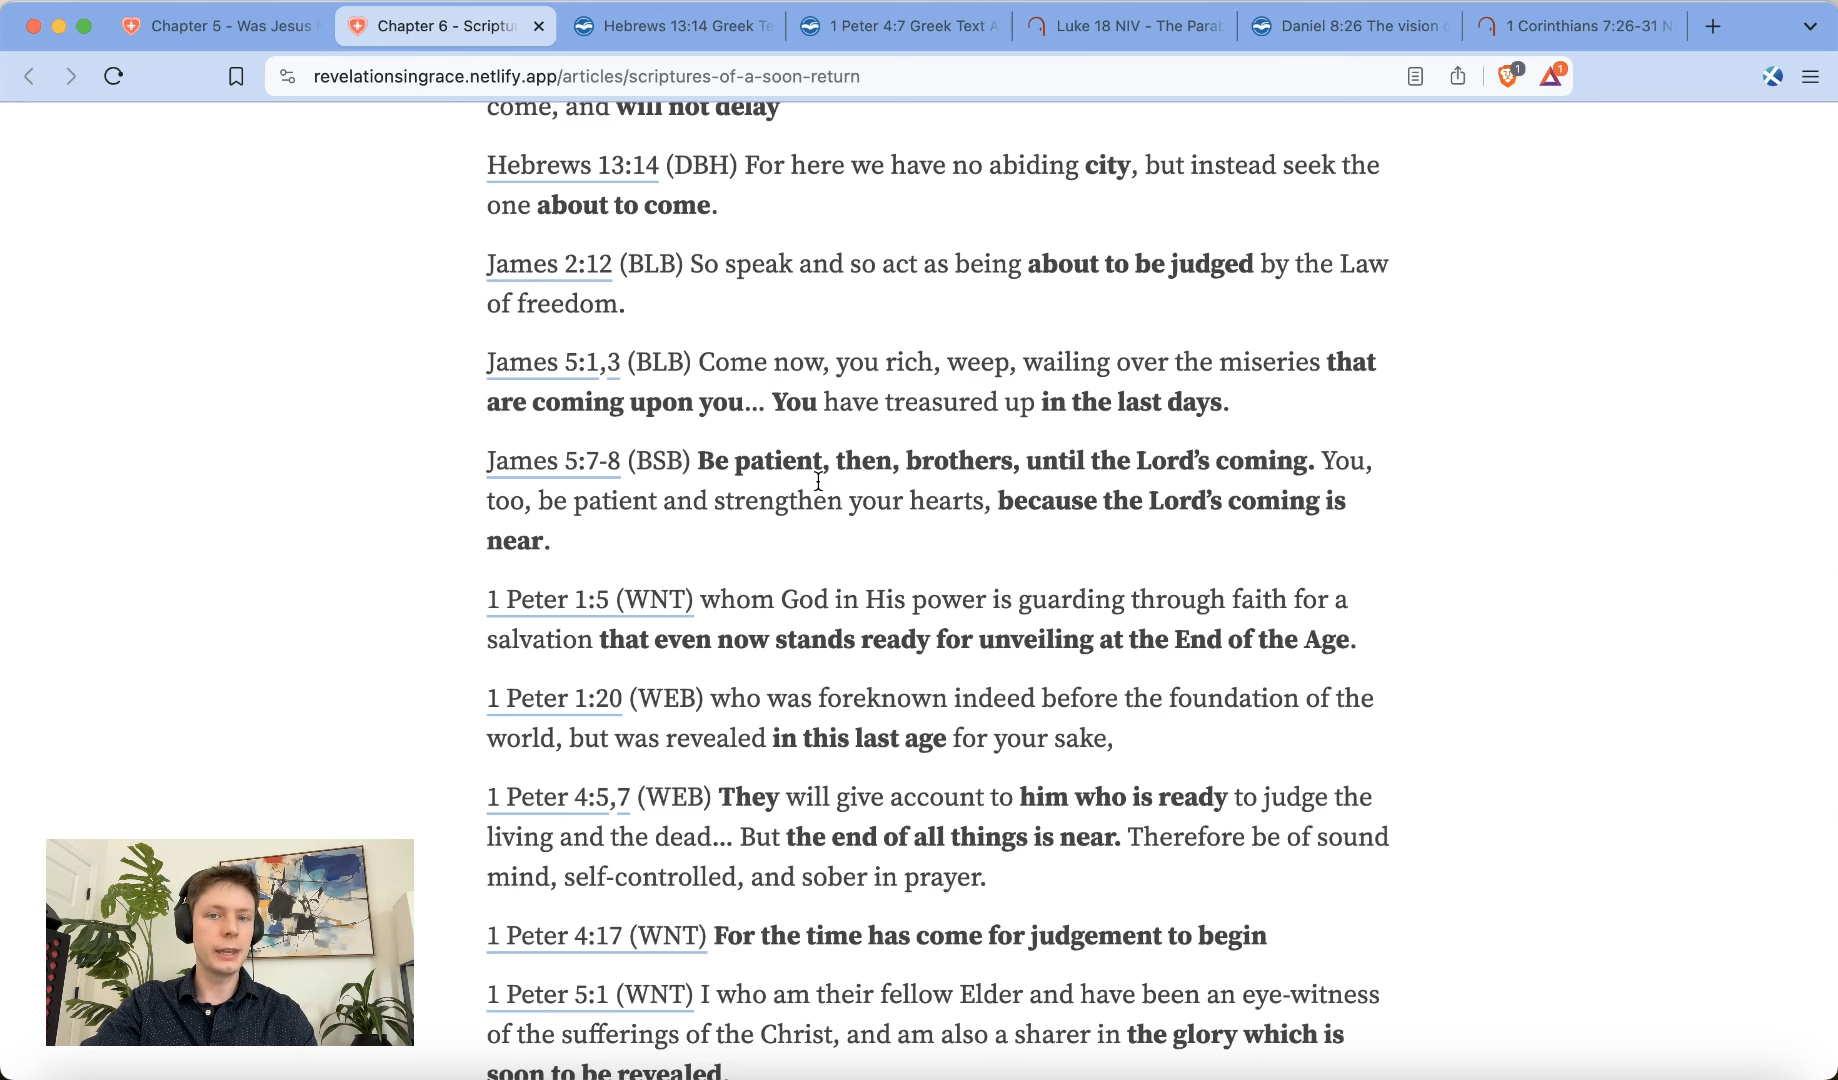 Chapter 5 - Was Jesus
Chapter 6 - Scriptur
Hebrews 13:14 Greek Te
1 Peter 4:7 Greek Text A
Luke 18 NIV - The Parab
Daniel 8:26 The vision
1 Corinthians 7:26-31 N
revelationsingrace.netlify.app/articles/scriptures-of-a-soon-return
1
1
come, and will not delay
Hebrews 13:14 (DBH) For here we have no abiding city, but instead seek the
one about to come.
James 2:12 (BLB) So speak and so act as being about to be judged by the Law
of freedom.
James 5:1,3 (BLB) Come now, you rich, weep, wailing over the miseries that
are coming upon you... You have treasured up in the last days.
James 5:7-8 (BSB) Be patient, then, brothers, until the Lord’s coming. You,
too, be patient and strengthen your hearts, because the Lord’s coming is
near.
1 Peter 1:5 (WNT) whom God in His power is guarding through faith for a
salvation that even now stands ready for unveiling at the End of the Age.
1 Peter 1:20 (WEB) who was foreknown indeed before the foundation of the
world, but was revealed in this last age for your sake,
1 Peter 4:5,7 (WEB) They will give account to him who is ready to judge the
living and the dead... But the end of all things is near. Therefore be of sound
mind, self-controlled, and sober in prayer.
1 Peter 4:17 (WNT) For the time has come for judgement to begin
1 Peter 5:1 (WNT) I who am their fellow Elder and have been an eye-witness
of the sufferings of the Christ, and am also a sharer in the glory which is
soon to be revealed.